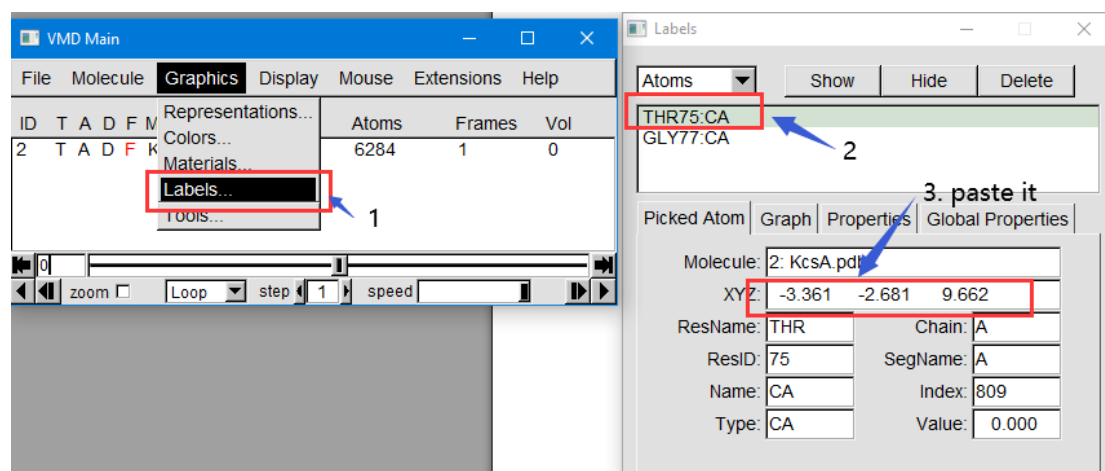 VMD Main
File Molecule Graphics Display Mouse Extensions Help
ID T A D F M
Atoms Frames Vol
2 T A D F K
6284 1 0
Representations...
Colors...
Materials...
Labels...
Tools...
1
0
zoom Loop step 1 speed
Labels
Atoms Show Hide Delete
THR75:CA
GLY77:CA
2
3. paste it
Picked Atom Graph Properties Global Properties
Molecule: 2: KcsA.pdb
XYZ: -3.361 -2.681 9.662
ResName: THR Chain: A
ResID: 75 SegName: A
Name: CA Index: 809
Type: CA Value: 0.000